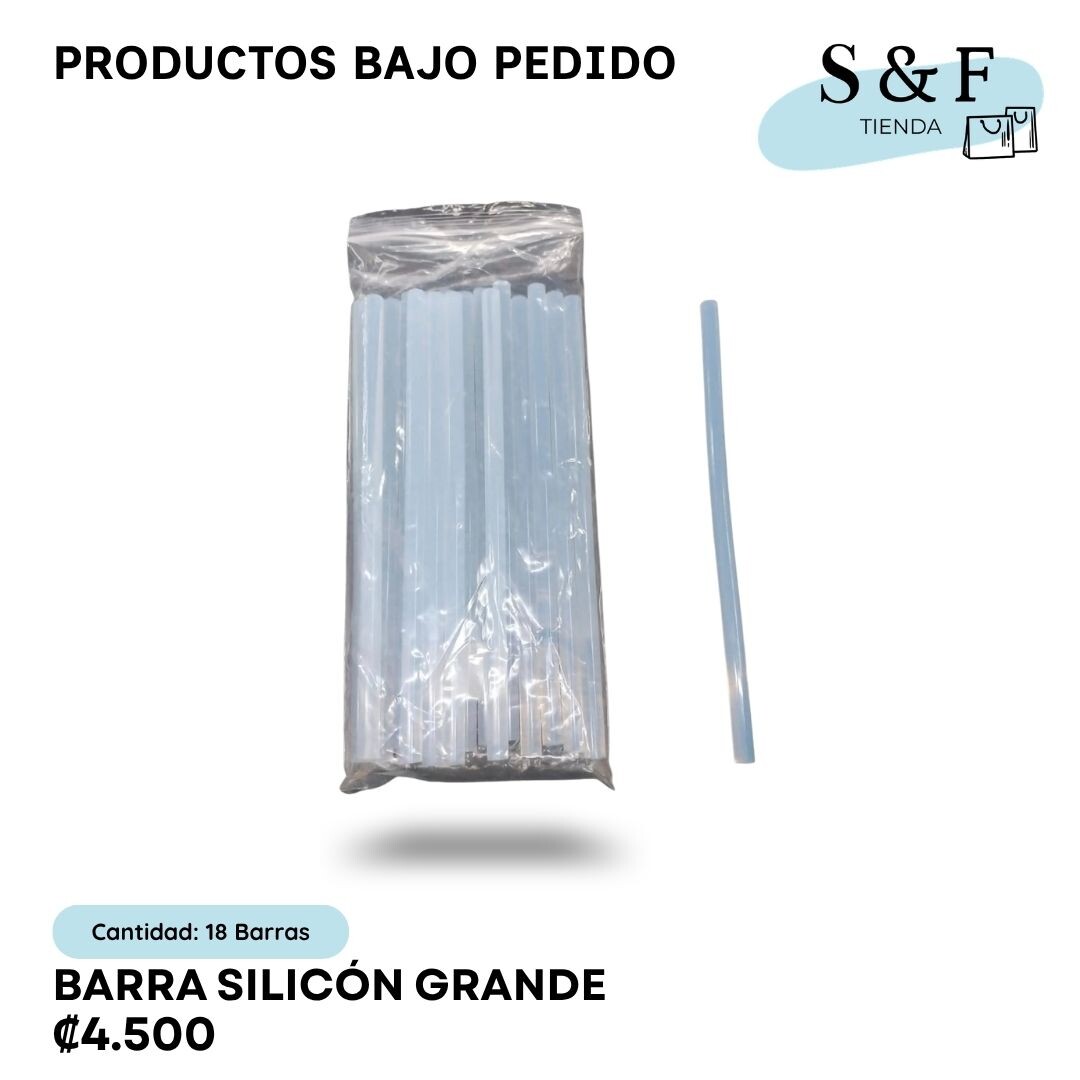 PRODUCTOS BAJO PEDIDO
S & F
TIENDA
Cantidad: 18 Barras
BARRA SILICÓN GRANDE
₡4.500